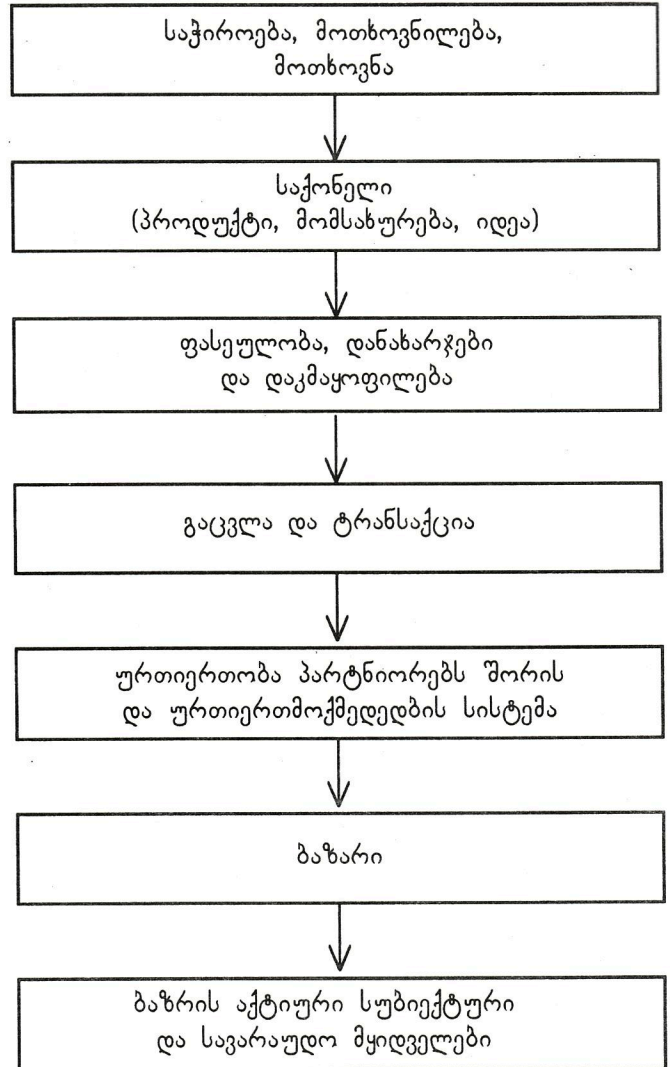 საჭიროება, მოთხოვნილება,
მოთხოვნა
საქონელი
(პროდუქტი, მომსახურება, იდეა)
ფასეულობა, დანახარჯები
და დაკმაყოფილება
გაცვლა და ტრანსაქცია
ურთიერთობა პარტნიორებს შორის
და ურთიერთმოქმედედბის სისტემა
ბაზარი
ბაზრის აქტიური სუბიექტური
და სავარაუდო მყიდველები